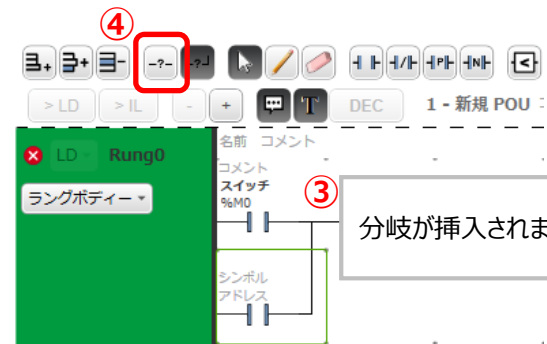 ④
-?-
-?-
P
N
<
> LD
> IL
-
+
T
DEC
1 - 新規 POU
LD
Rung0
ラングボディー
名前 コメント
コメント
スイッチ
%M0
③
分岐が挿入されま
シンボル
アドレス